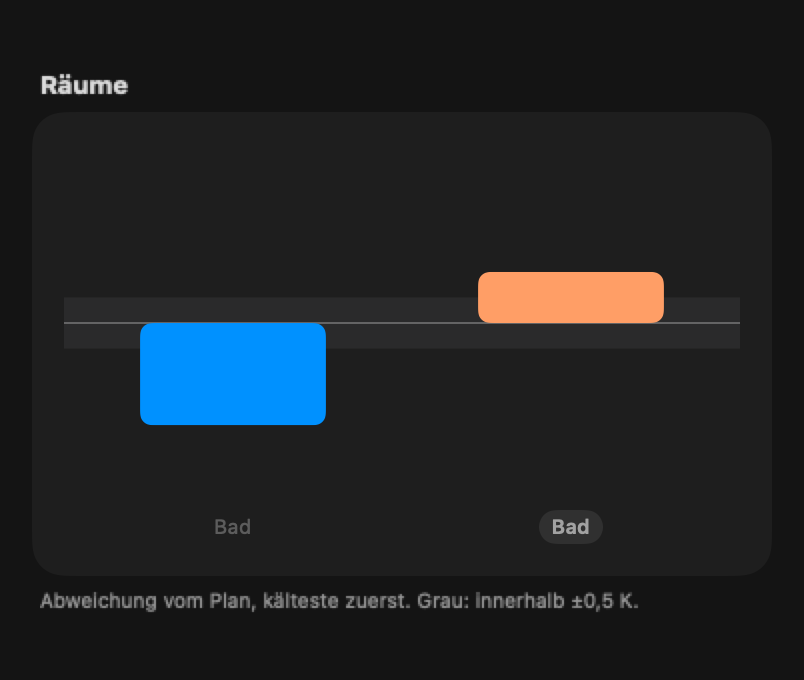 Räume
Bad
Bad
Abweichung vom Plan, kälteste zuerst. Grau: innerhalb ±0,5 K.